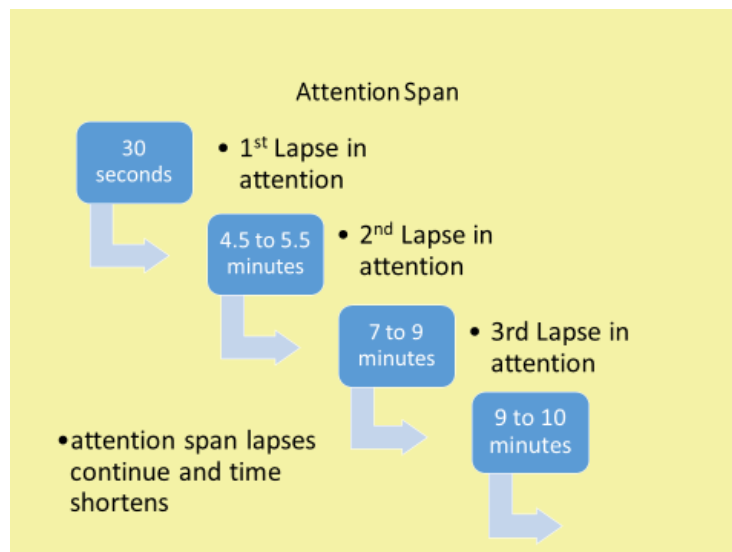 Attention Span
30
seconds
• 1st Lapse in
attention
4.5 to 5.5
minutes
• 2nd Lapse in
attention
7 to 9
minutes
• 3rd Lapse in
attention
9 to 10
minutes
•attention span lapses
continue and time
shortens